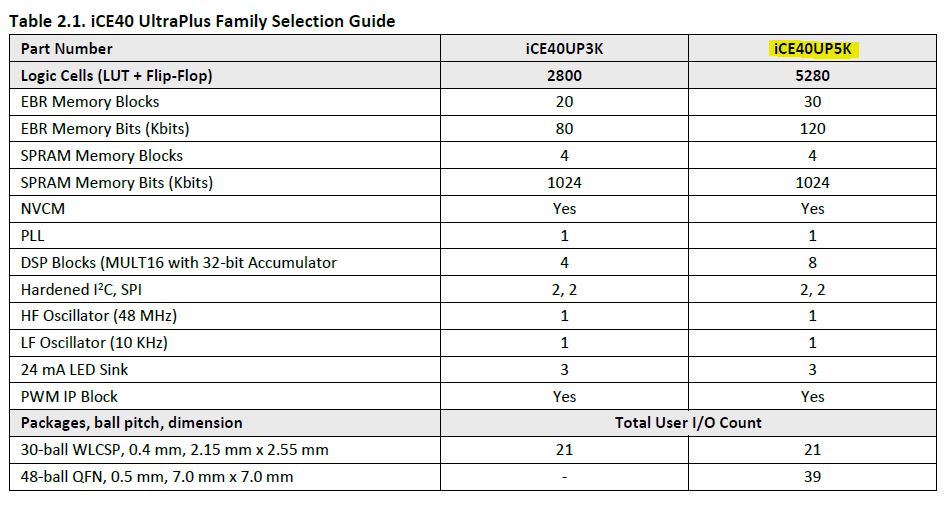 Table 2.1. iCE40 UltraPlus Family Selection Guide
Part Number iCE40UP3K iCE40UP5K
Logic Cells (LUT + Flip-Flop) 2800 5280
EBR Memory Blocks 20 30
EBR Memory Bits (Kbits) 80 120
SPRAM Memory Blocks 4 4
SPRAM Memory Bits (Kbits) 1024 1024
NVCM Yes Yes
PLL 1 1
DSP Blocks (MULT16 with 32-bit Accumulator 4 8
Hardened I²C, SPI 2, 2 2, 2
HF Oscillator (48 MHz) 1 1
LF Oscillator (10 KHz) 1 1
24 mA LED Sink 3 3
PWM IP Block Yes Yes
Packages, ball pitch, dimension Total User I/O Count
30-ball WLCSP, 0.4 mm, 2.15 mm x 2.55 mm 21 21
48-ball QFN, 0.5 mm, 7.0 mm x 7.0 mm - 39